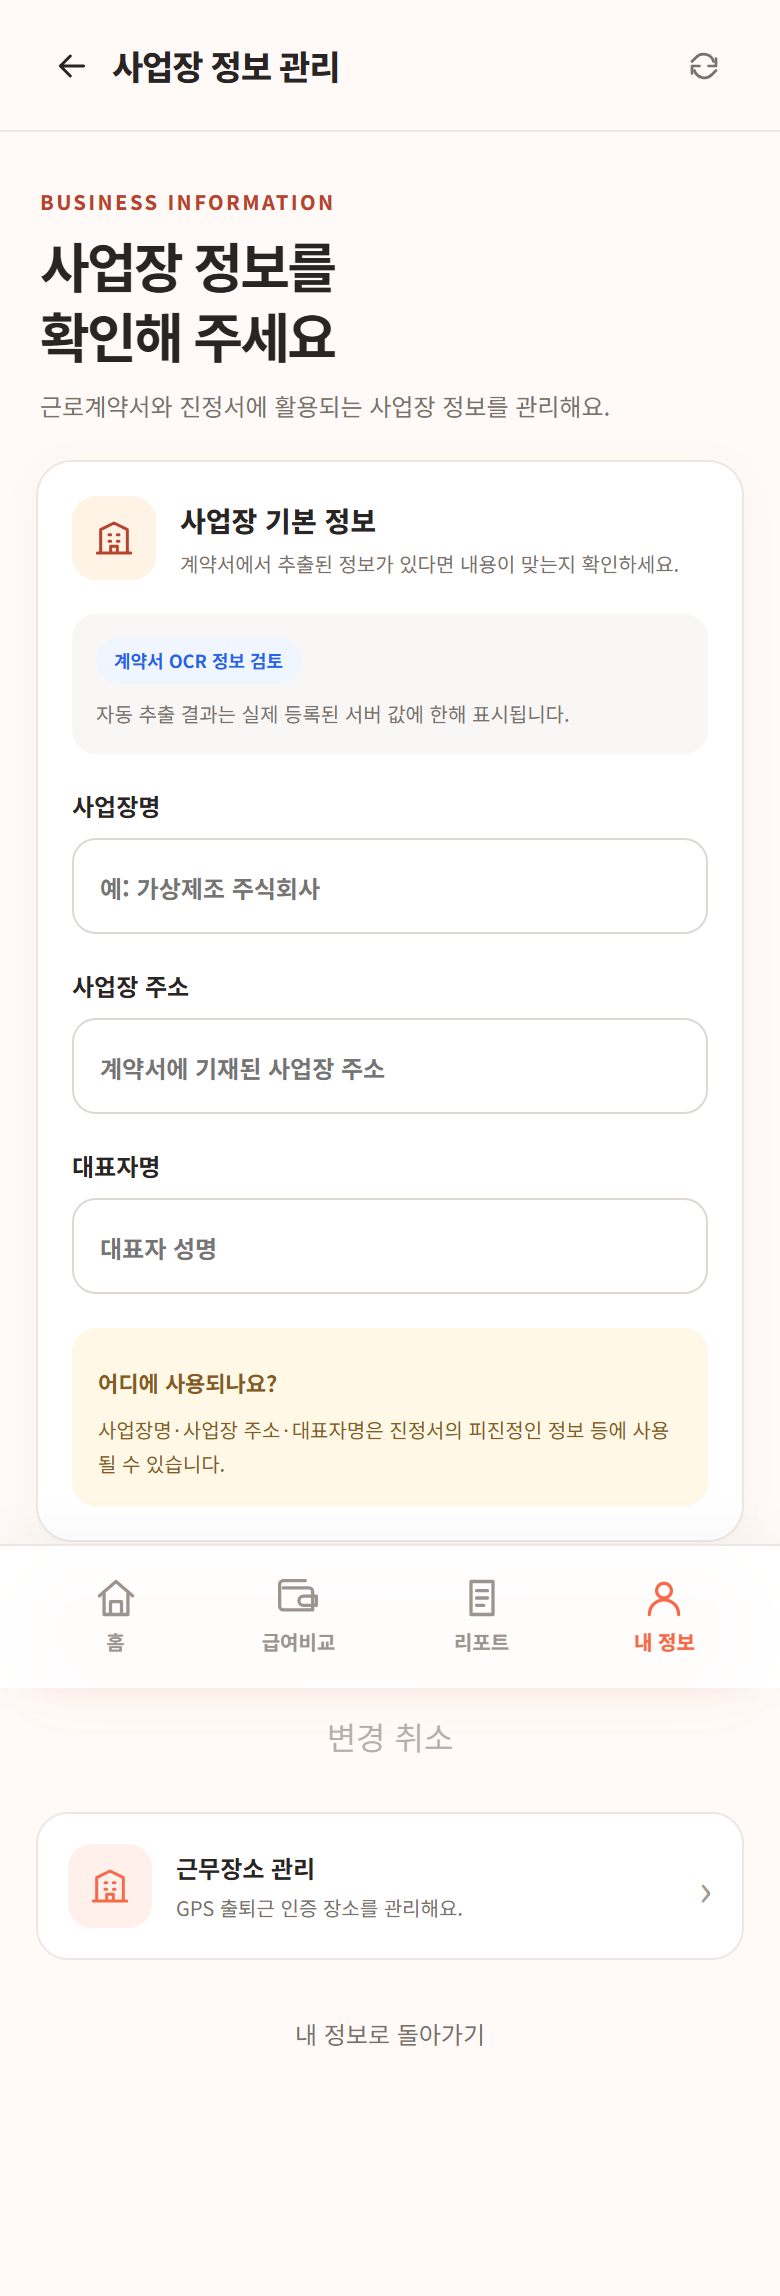 사업장 정보 관리
BUSINESS INFORMATION
사업장 정보를
확인해 주세요
근로계약서와 진정서에 활용되는 사업장 정보를 관리해요.
사업장 기본 정보
계약서에서 추출된 정보가 있다면 내용이 맞는지 확인하세요.
계약서 OCR 정보 검토
자동 추출 결과는 실제 등록된 서버 값에 한해 표시됩니다.
사업장명
예: 가상제조 주식회사
사업장 주소
계약서에 기재된 사업장 주소
대표자명
대표자 성명
어디에 사용되나요?
사업장명·사업장 주소·대표자명은 진정서의 피진정인 정보 등에 사용
될 수 있습니다.
홈
급여비교
리포트
내 정보
변경 취소
근무장소 관리
GPS 출퇴근 인증 장소를 관리해요.
내 정보로 돌아가기